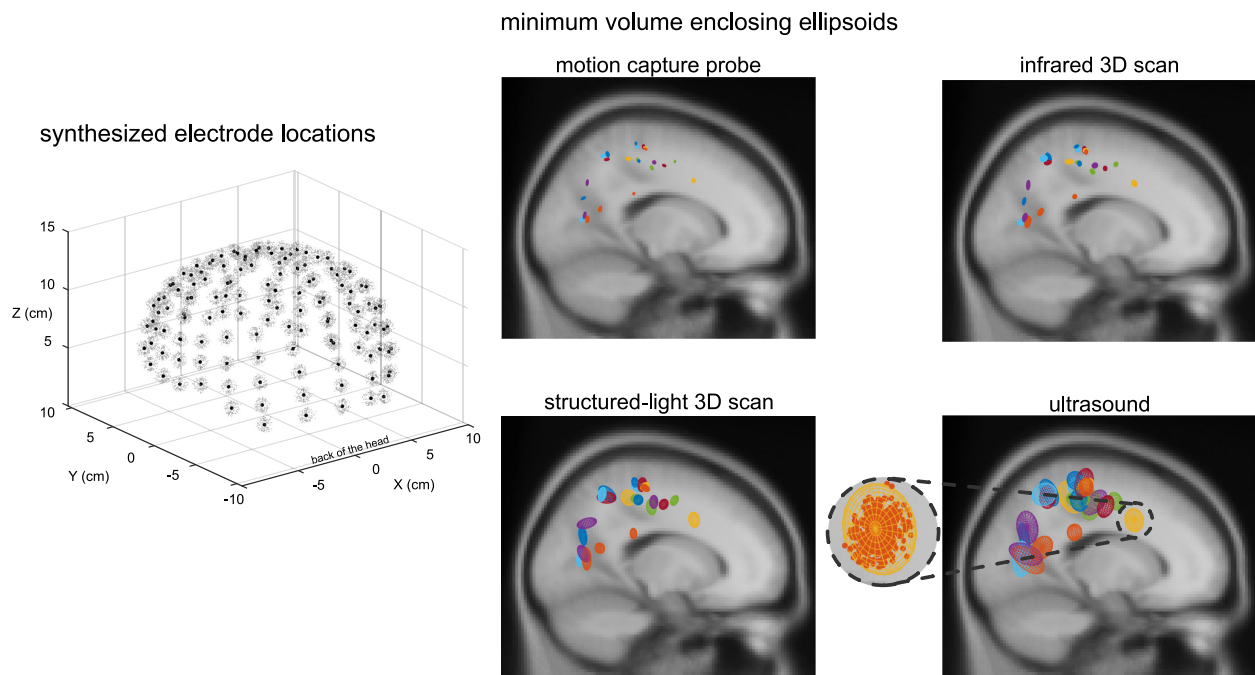 minimum volume enclosing ellipsoids
motion capture probe
infrared 3D scan
synthesized electrode locations
15
10
Z (cm)
5
10
5
0
-5
-10
Y (cm)
back of the head
-5
0
5
10
X (cm)
structured-light 3D scan
ultrasound